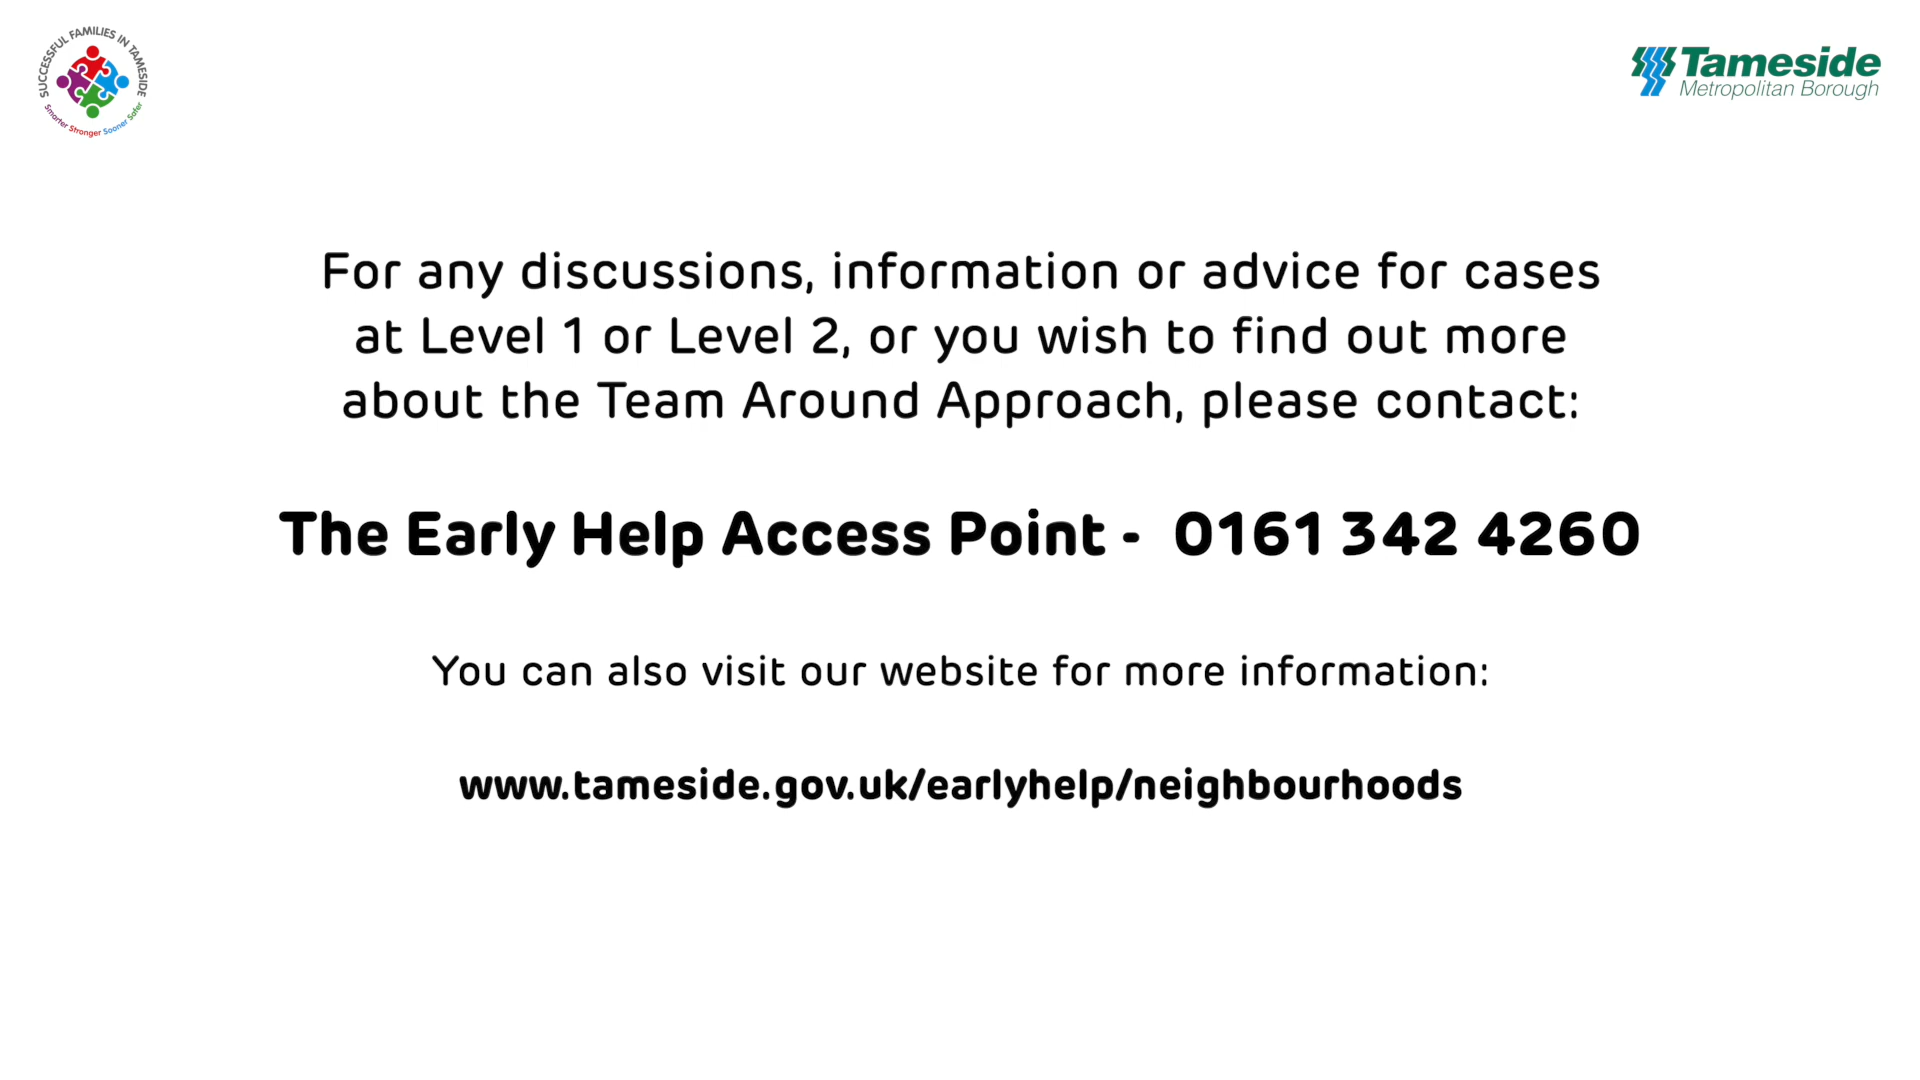 SUCCESSFUL FAMILIES IN TAMESIDE
Smarter Stronger Sooner Safer
Tameside
Metropolitan Borough
For any discussions, information or advice for cases
at Level 1 or Level 2, or you wish to find out more
about the Team Around Approach, please contact:
The Early Help Access Point - 0161 342 4260
You can also visit our website for more information:
www.tameside.gov.uk/earlyhelp/neighbourhoods